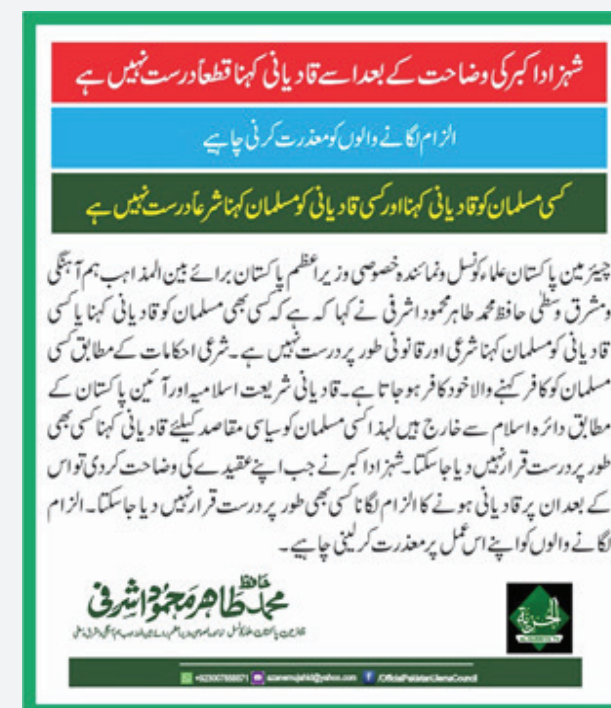 شہزاد اکبر کی وضاحت کے بعد اسے قادیانی کہنا قطعاً درست نہیں ہے
الزام لگانے والوں کو معذرت کرنی چاہیے
کسی مسلمان کو قادیانی کہنا اور کسی قادیانی کو مسلمان کہنا شرعاً درست نہیں ہے
چیئرمین پاکستان علماء کونسل و نمائندہ خصوصی وزیراعظم پاکستان برائے بین المذاہب ہم آہنگی
و مشرق وسطیٰ حافظ محمد طاہر محمود اشرفی نے کہا کہ ہے کہ کسی بھی مسلمان کو قادیانی کہنا یا کسی
قادیانی کو مسلمان کہنا شرعی اور قانونی طور پر درست نہیں ہے۔ شرعی احکامات کے مطابق کسی
مسلمان کو کافر کہنے والا خود کافر ہو جاتا ہے۔ قادیانی شریعت اسلامیہ اور آئین پاکستان کے
مطابق دائرہ اسلام سے خارج ہیں لہٰذا کسی مسلمان کو سیاسی مقاصد کیلئے قادیانی کہنا کسی بھی
طور پر درست قرار نہیں دیا جاسکتا۔ شہزاد اکبر نے جب اپنے عقیدے کی وضاحت کردی تو اس
کے بعد ان پر قادیانی ہونے کا الزام لگانا کسی بھی طور پر درست قرار نہیں دیا جاسکتا۔ الزام
لگانے والوں کو اپنے اس عمل پر معذرت کر لینی چاہیے۔
حافظ محمد طاہر محمود اشرفی
/OfficialPakistanUlemaCouncil